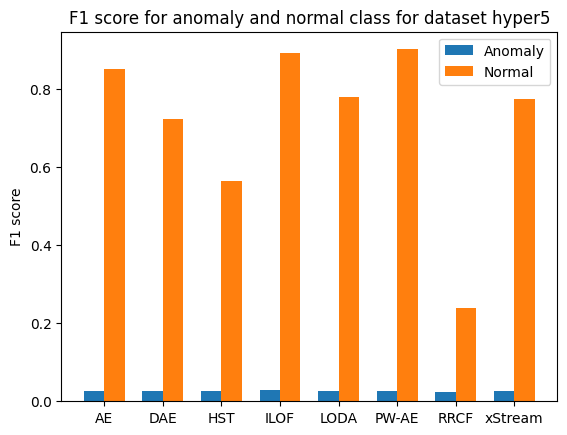 F1 score for anomaly and normal class for dataset hyper5
Anomaly
Normal
F1 score
0.8
0.6
0.4
0.2
0.0
AE DAE HST ILOF LODA PW-AE RRCF xStream